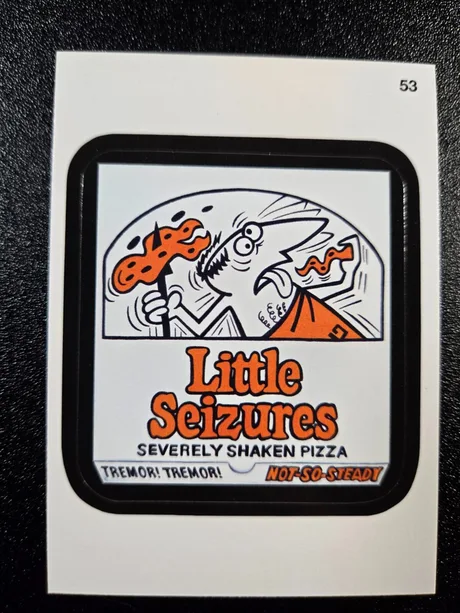 53
Little
Seizures
SEVERELY SHAKEN PIZZA
TREMOR! TREMOR! NOT-SO-STEADY